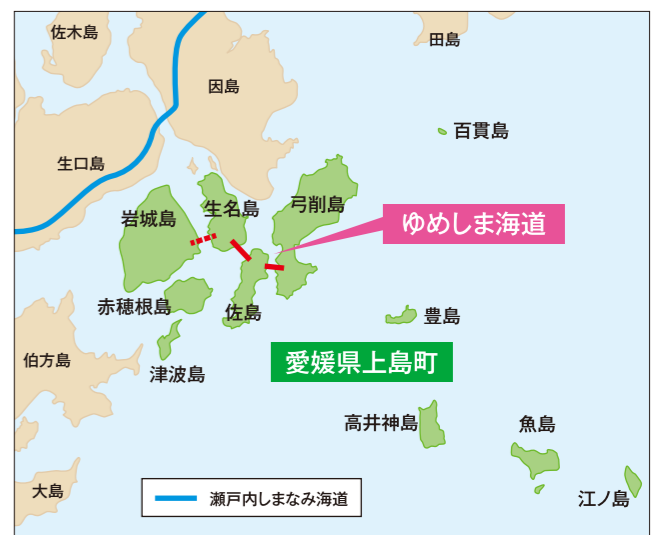 佐木島
田島
因島
百貫島
生口島
岩城島
生名島
弓削島
ゆめしま海道
赤穂根島
佐島
豊島
伯方島
津波島
愛媛県上島町
高井神島
魚島
大島
瀬戸内しまなみ海道
江ノ島